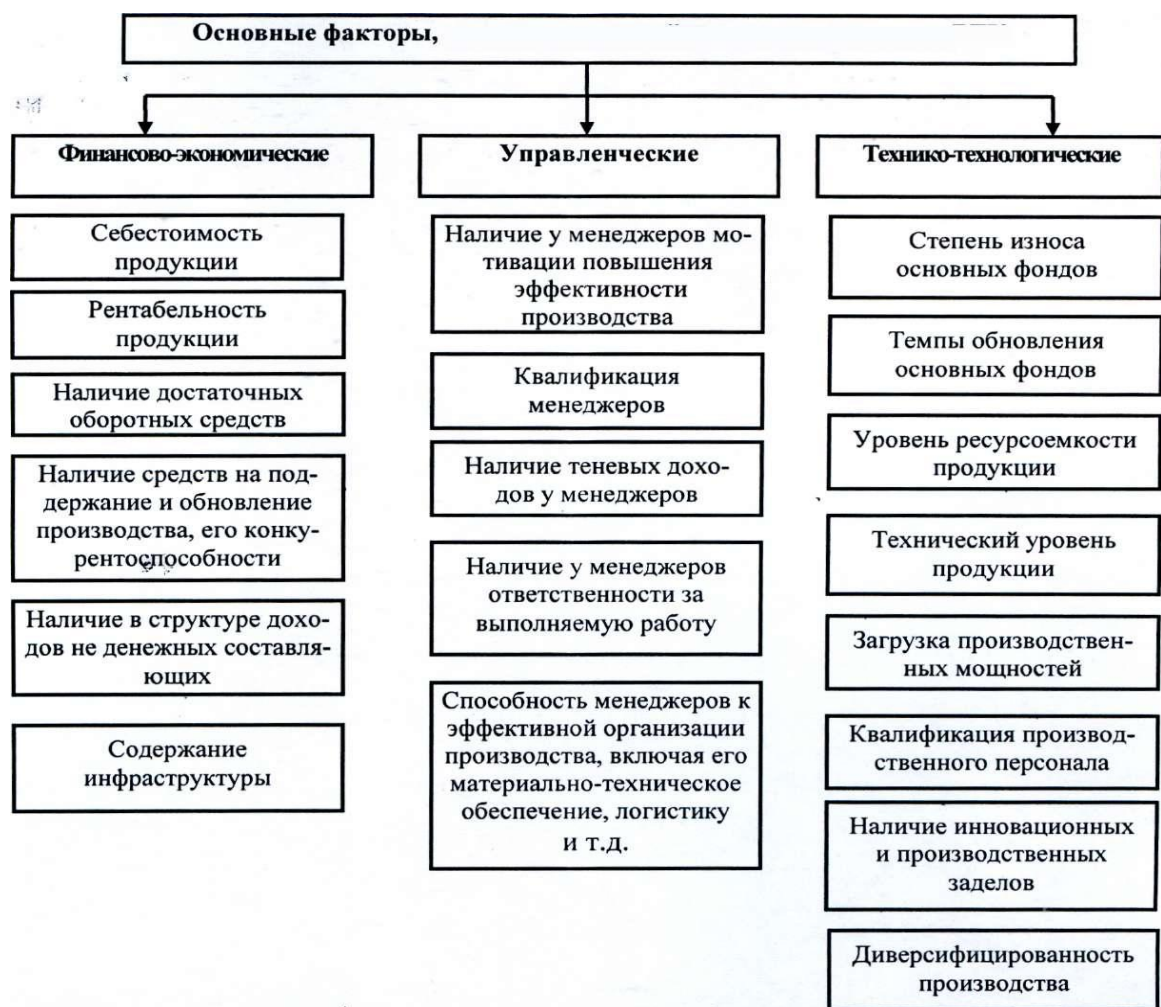 Основные факторы,
Финансово-экономические
Себестоимость
продукции
Рентабельность
продукции
Наличие достаточных
оборотных средств
Наличие средств на под-
держание и обновление
производства, его конку-
рентоспособности
Наличие в структуре дохо-
дов не денежных составля-
ющих
Содержание
инфраструктуры
Управленческие
Наличие у менеджеров мо-
тивации повышения
эффективности
производства
Квалификация
менеджеров
Наличие теневых дохо-
дов у менеджеров
Наличие у менеджеров
ответственности за
выполняемую работу
Способность менеджеров к
эффективной организации
производства, включая его
материально-техническое
обеспечение, логистику
и т.д.
Технико-технологические
Степень износа
основных фондов
Темпы обновления
основных фондов
Уровень ресурсоемкости
продукции
Технический уровень
продукции
Загрузка производствен-
ных мощностей
Квалификация производ-
ственного персонала
Наличие инновационных
и производственных
заделов
Диверсифицированность
производства